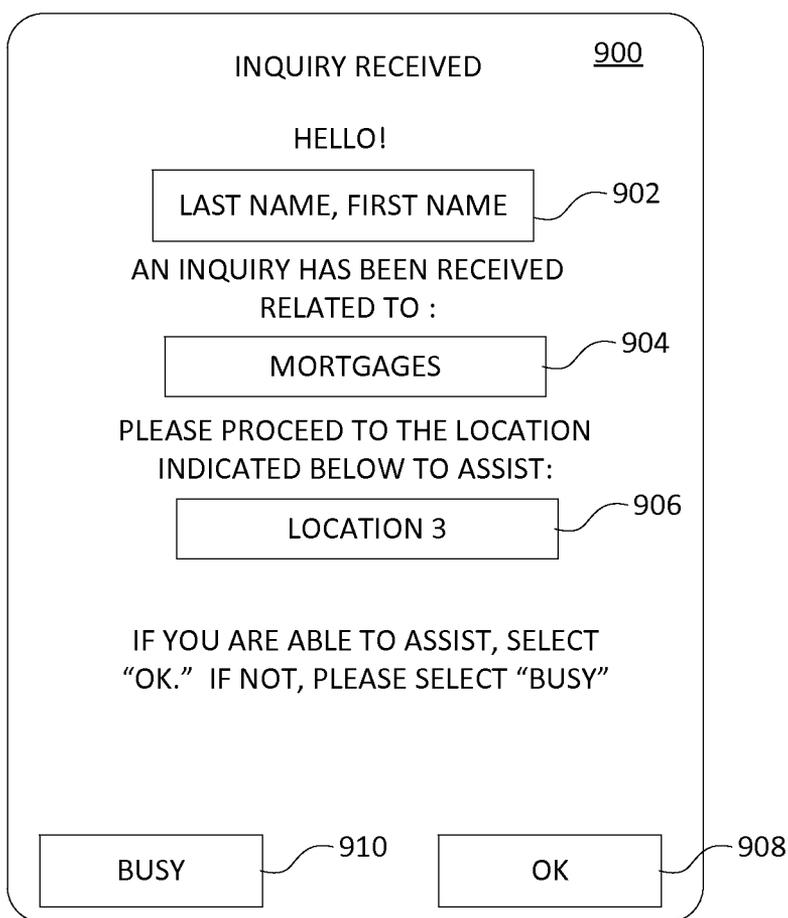 INQUIRY RECEIVED
900
HELLO!
LAST NAME, FIRST NAME
902
AN INQUIRY HAS BEEN RECEIVED
RELATED TO :
MORTGAGES
904
PLEASE PROCEED TO THE LOCATION
INDICATED BELOW TO ASSIST:
LOCATION 3
906
IF YOU ARE ABLE TO ASSIST, SELECT
“OK.”  IF NOT, PLEASE SELECT “BUSY”
BUSY
910
OK
908